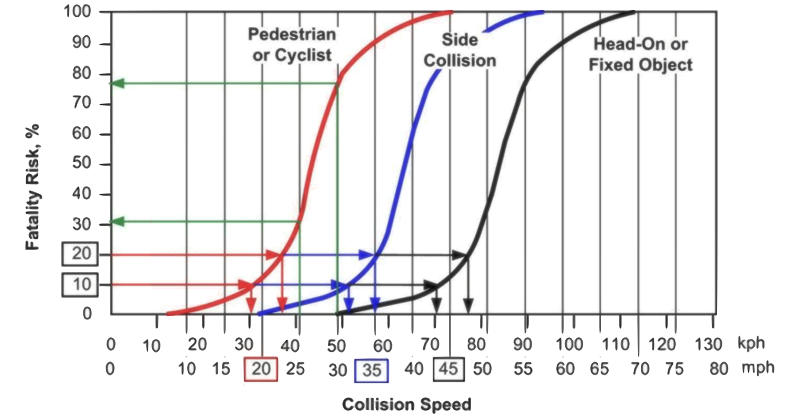 100
90
80
70
60
50
40
30
20
10
0
Fatality Risk, %
Pedestrian
or Cyclist
Side
Collision
Head-On or
Fixed Object
0 10 20 30 40 50 60 70 80 90 100 110 120 130 kph
0 10 15 20 25 30 35 40 45 50 55 60 65 70 75 80 mph
Collision Speed